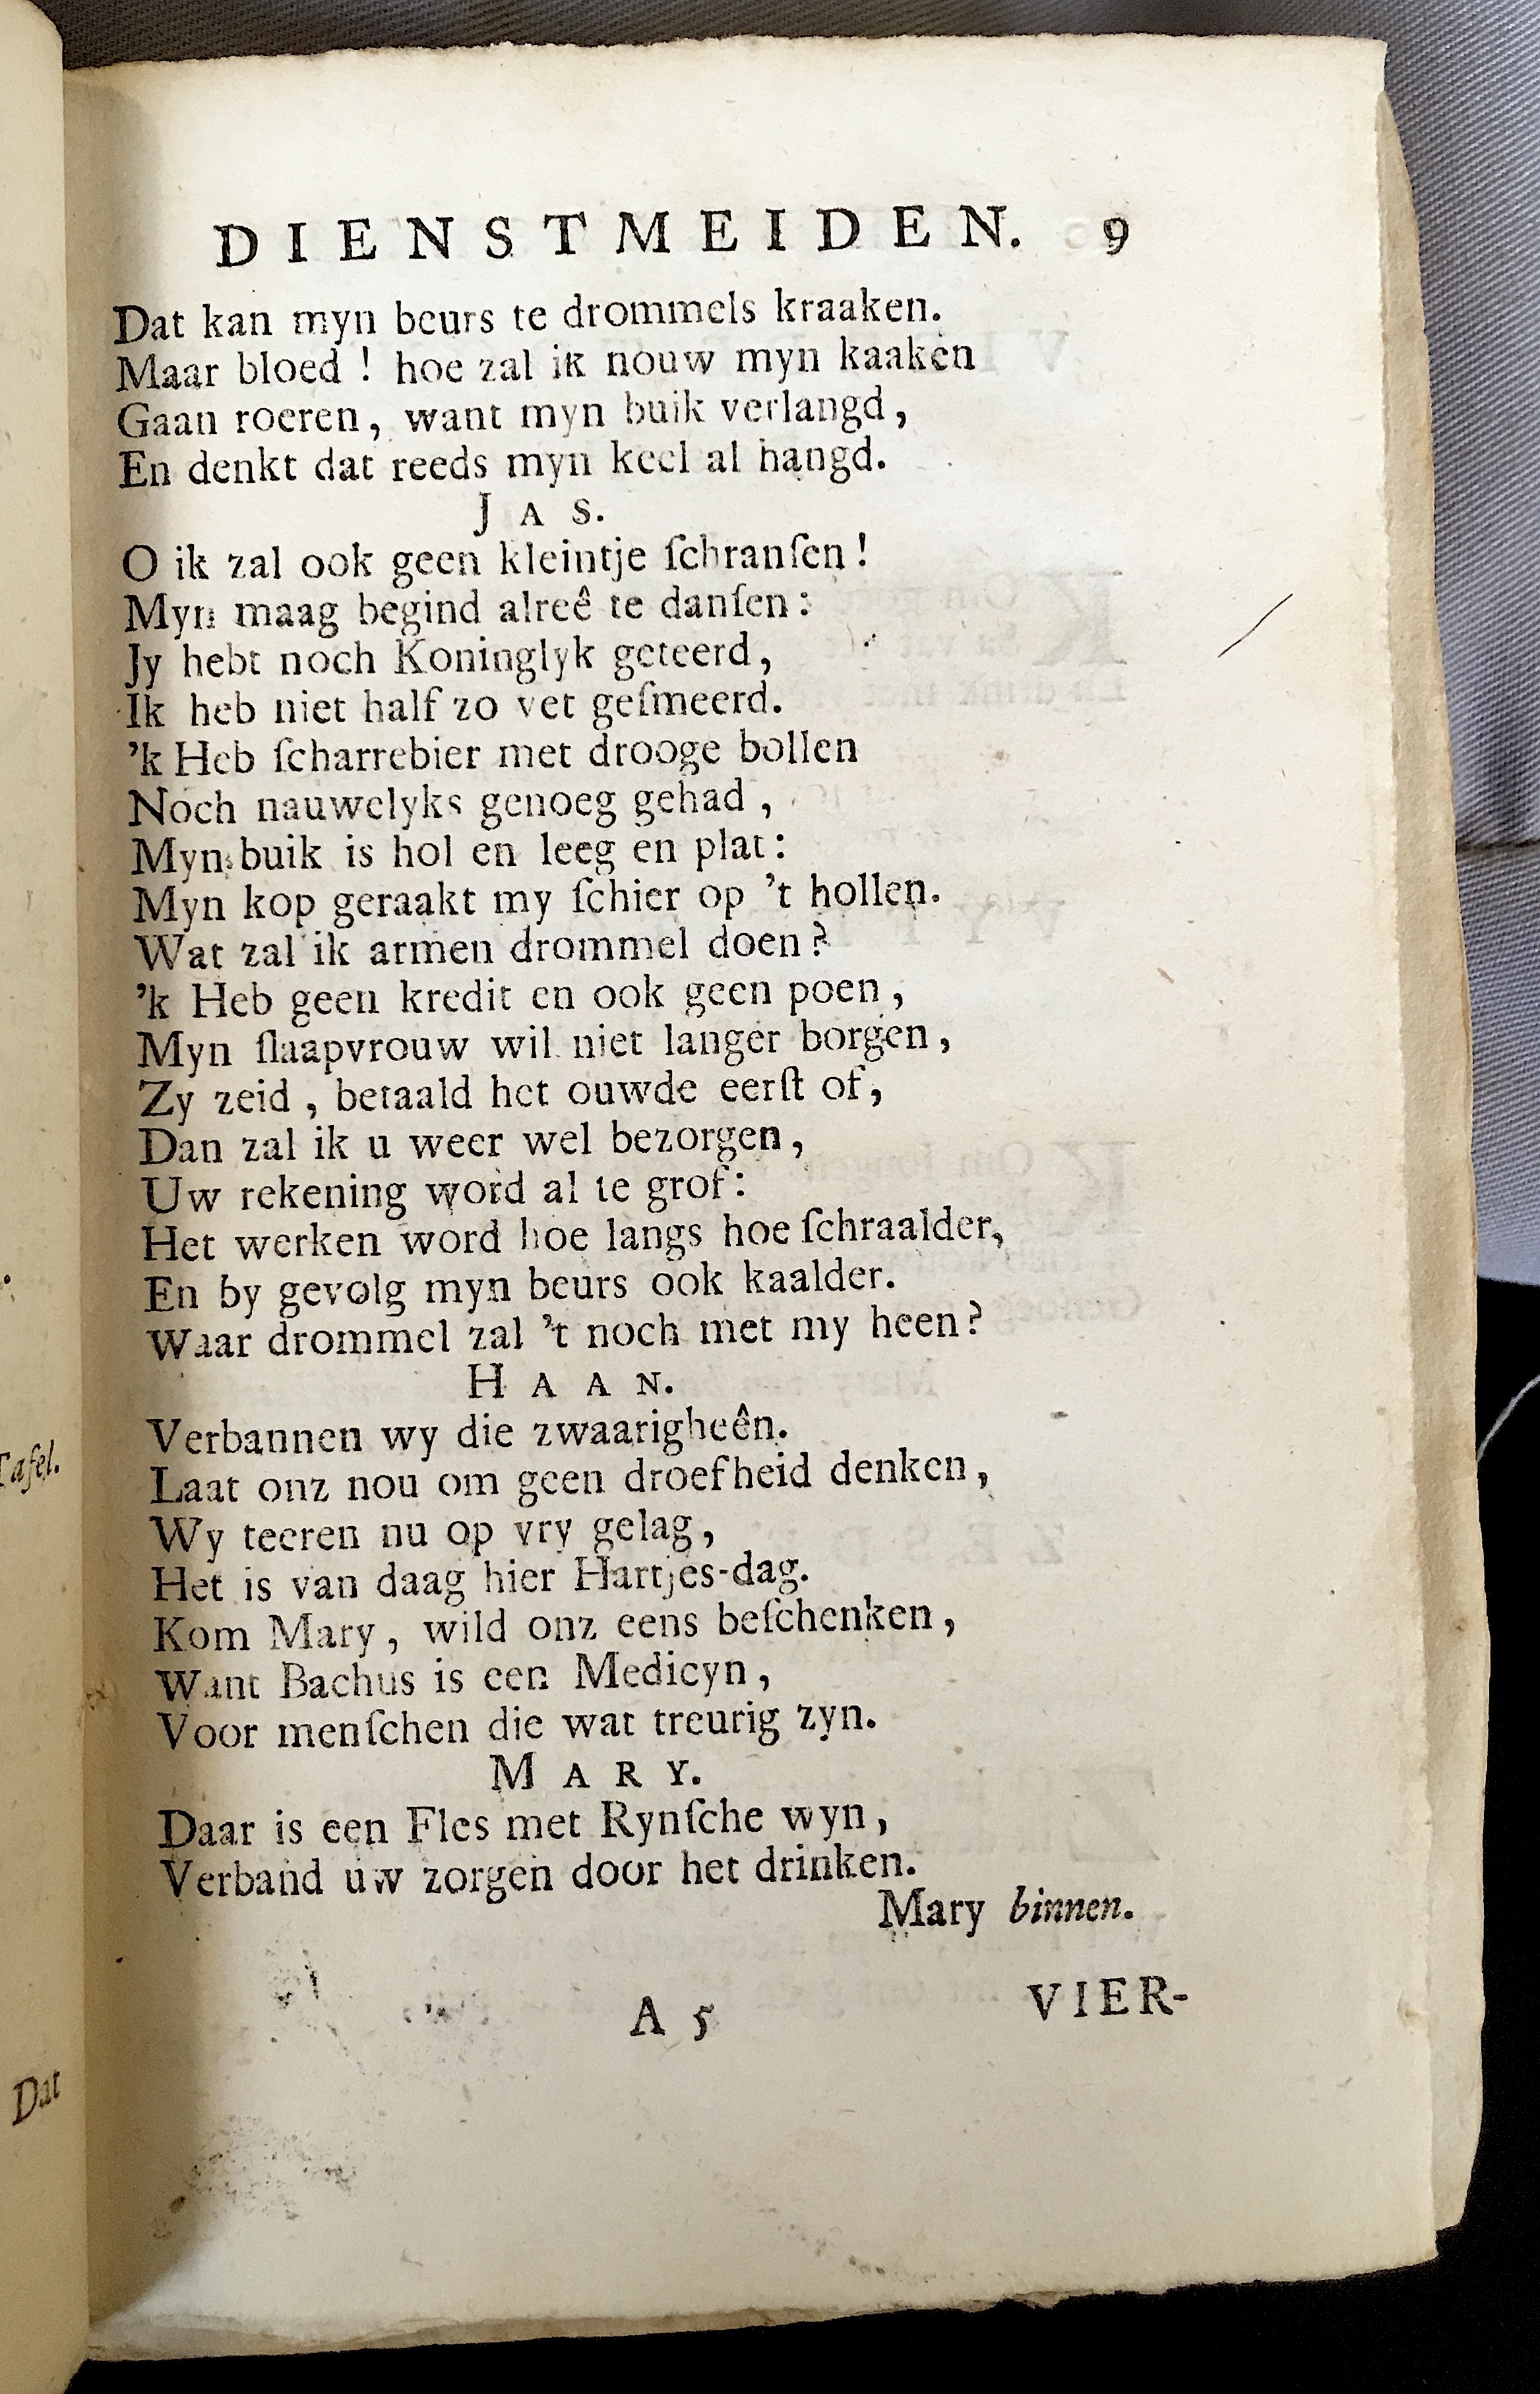 DIENSTMEIDEN. 9
Dat kan myn beurs te drommels kraaken.
Maar bloed ! hoe zal ik nouw myn kaaken
Gaan roeren, want myn buik verlangd,
En denkt dat reeds myn keel al hangd.
JAS.
O ik zal ook geen kleintje ſchranſen!
Myn maag begind alreê te danſen:
Jy hebt noch Koninglyk geteerd,
Ik heb niet half zo vet geſmeerd.
'k Heb ſcharrebier met drooge bollen
Noch nauwelyks genoeg gehad,
Myn buik is hol en leeg en plat:
Myn kop geraakt my ſchier op 't hollen.
Wat zal ik armen drommel doen?
'k Heb geen kredit en ook geen poen,
Myn ſlaapvrouw wil niet langer borgen,
Zy zeid, betaald het ouwde eerſt of,
Dan zal ik u weer wel bezorgen,
Uw rekening word al te grof:
Het werken word hoe langs hoe ſchraalder,
En by gevolg myn beurs ook kaalder.
Waar drommel zal 't noch met my heen?
HAAN.
Verbannen wy die zwaarigheên.
Laat onz nou om geen droefheid denken,
Wy teeren nu op vry gelag,
Het is van daag hier Hartjes-dag.
Kom Mary, wild onz eens beſchenken,
Want Bachus is een Medicyn,
Voor menſchen die wat treurig zyn.
MARY.
Daar is een Fles met Rynſche wyn,
Verband uw zorgen door het drinken.
Mary binnen.
A 5 VIER-
Tafel.
Dat